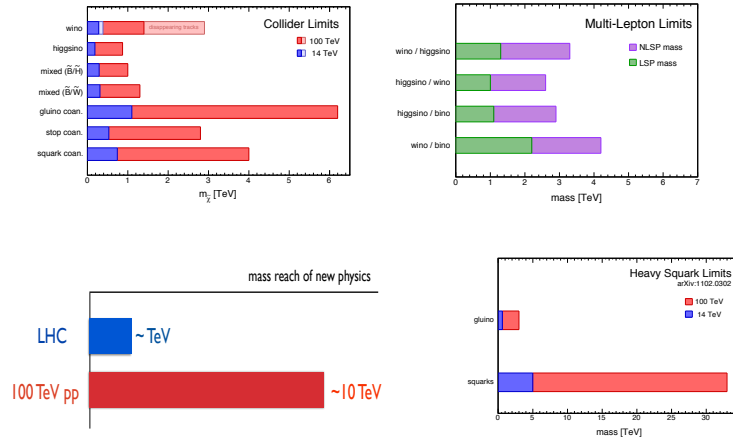 Collider Limits
100 TeV
14 TeV
wino
disappearing tracks
higgsino
mixed (B̃/H̃)
mixed (B̃/W̃)
gluino coan.
stop coan.
squark coan.
0 1 2 3 4 5 6
m_χ̃ [TeV]
Multi-Lepton Limits
NLSP mass
LSP mass
wino / higgsino
higgsino / wino
higgsino / bino
wino / bino
0 1 2 3 4 5 6 7
mass [TeV]
mass reach of new physics
LHC ~ TeV
100 TeV pp ~10 TeV
Heavy Squark Limits
arXiv:1102.0302
100 TeV
14 TeV
gluino
squarks
0 5 10 15 20 25 30
mass [TeV]